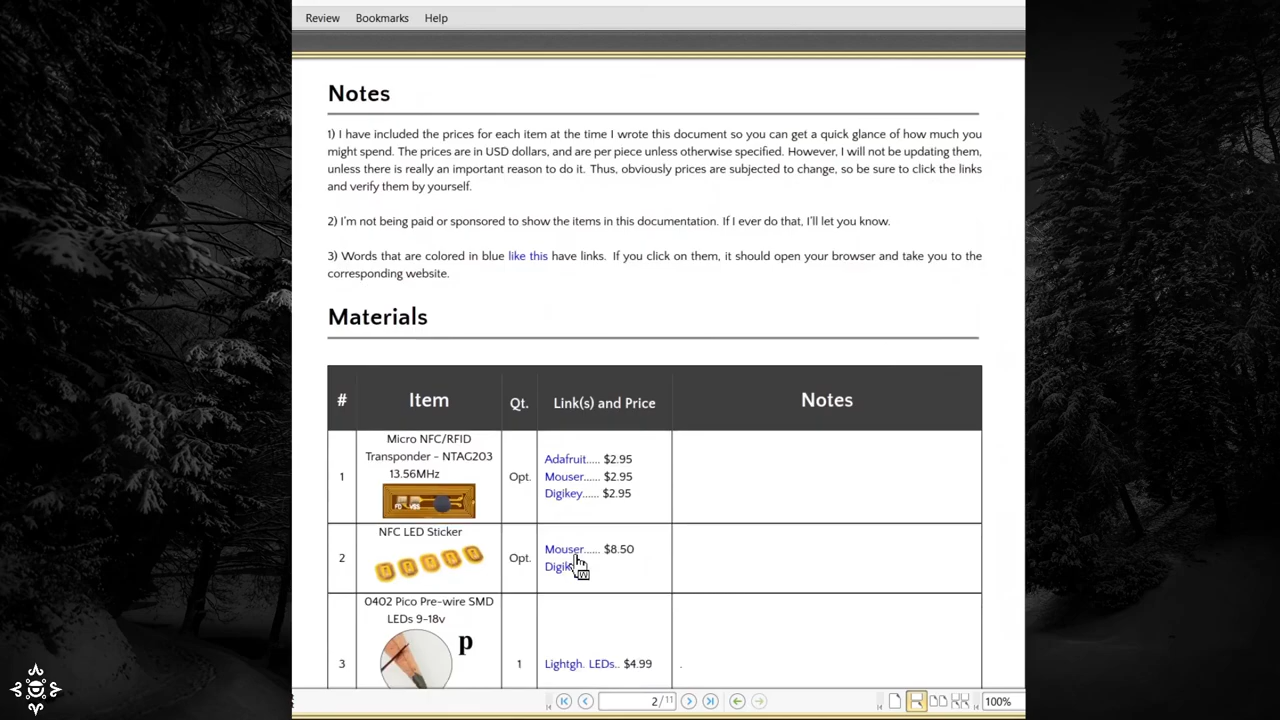 Review Bookmarks Help
Notes
1) I have included the prices for each item at the time I wrote this document so you can get a quick glance of how much you
might spend. The prices are in USD dollars, and are per piece unless otherwise specified. However, I will not be updating them,
unless there is really an important reason to do it. Thus, obviously prices are subjected to change, so be sure to click the links
and verify them by yourself.
2) I'm not being paid or sponsored to show the items in this documentation. If I ever do that, I'll let you know.
3) Words that are colored in blue like this have links. If you click on them, it should open your browser and take you to the
corresponding website.
Materials
# Item Qt. Link(s) and Price Notes
1
Micro NFC/RFID
Transponder - NTAG203
13.56MHz
Opt.
Adafruit..... $2.95
Mouser...... $2.95
Digikey...... $2.95
2
NFC LED Sticker
Opt.
Mouser...... $8.50
3
0402 Pico Pre-wire SMD
LEDs 9-18v
p
1
Lightgh. LEDs.. $4.99
.
2 / 11
100%